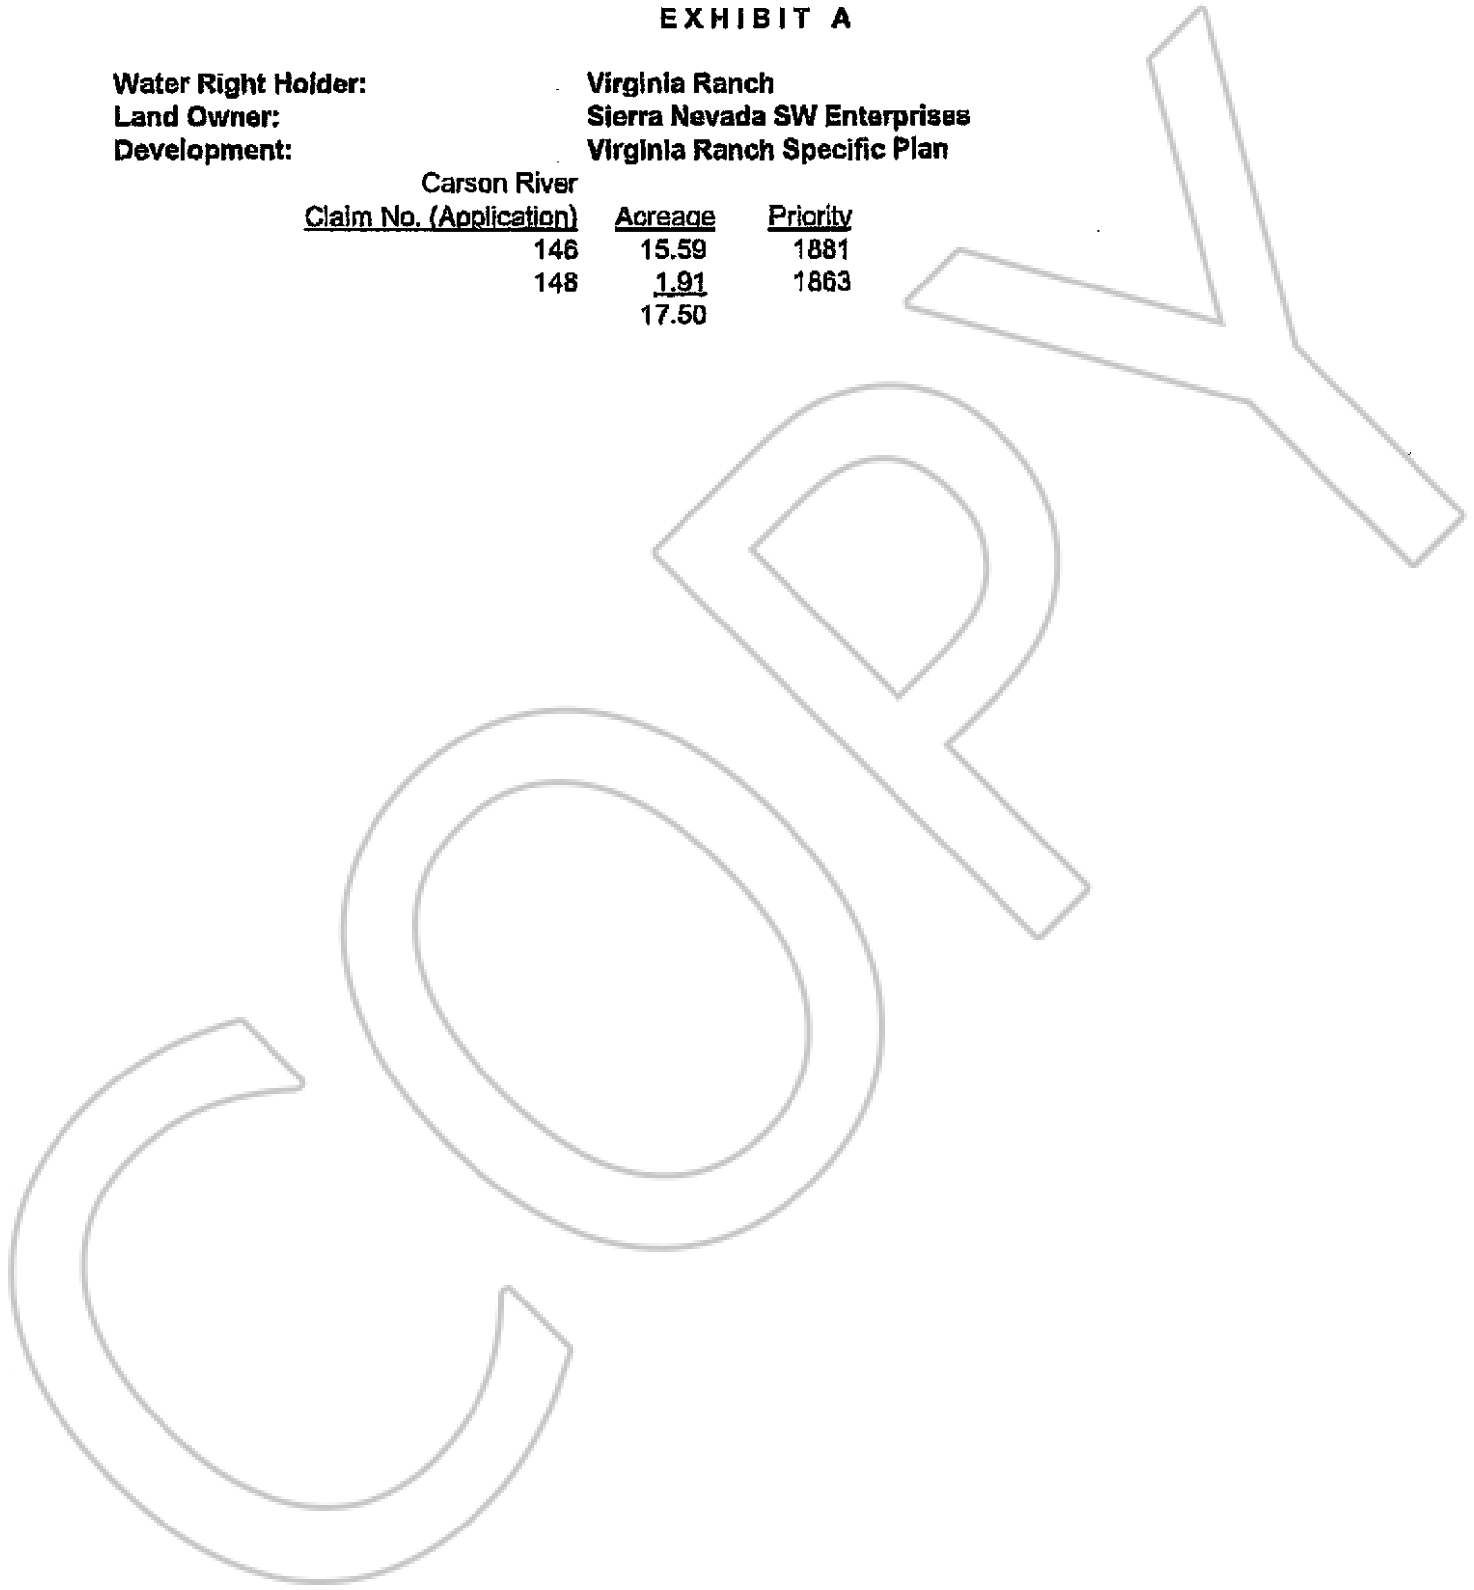 EXHIBIT A
Water Right Holder: Virginia Ranch
Land Owner: Sierra Nevada SW Enterprises
Development: Virginia Ranch Specific Plan
Carson River
Claim No. (Application) Acreage Priority
146 15.59 1881
148 1.91 1863
17.50
COPY